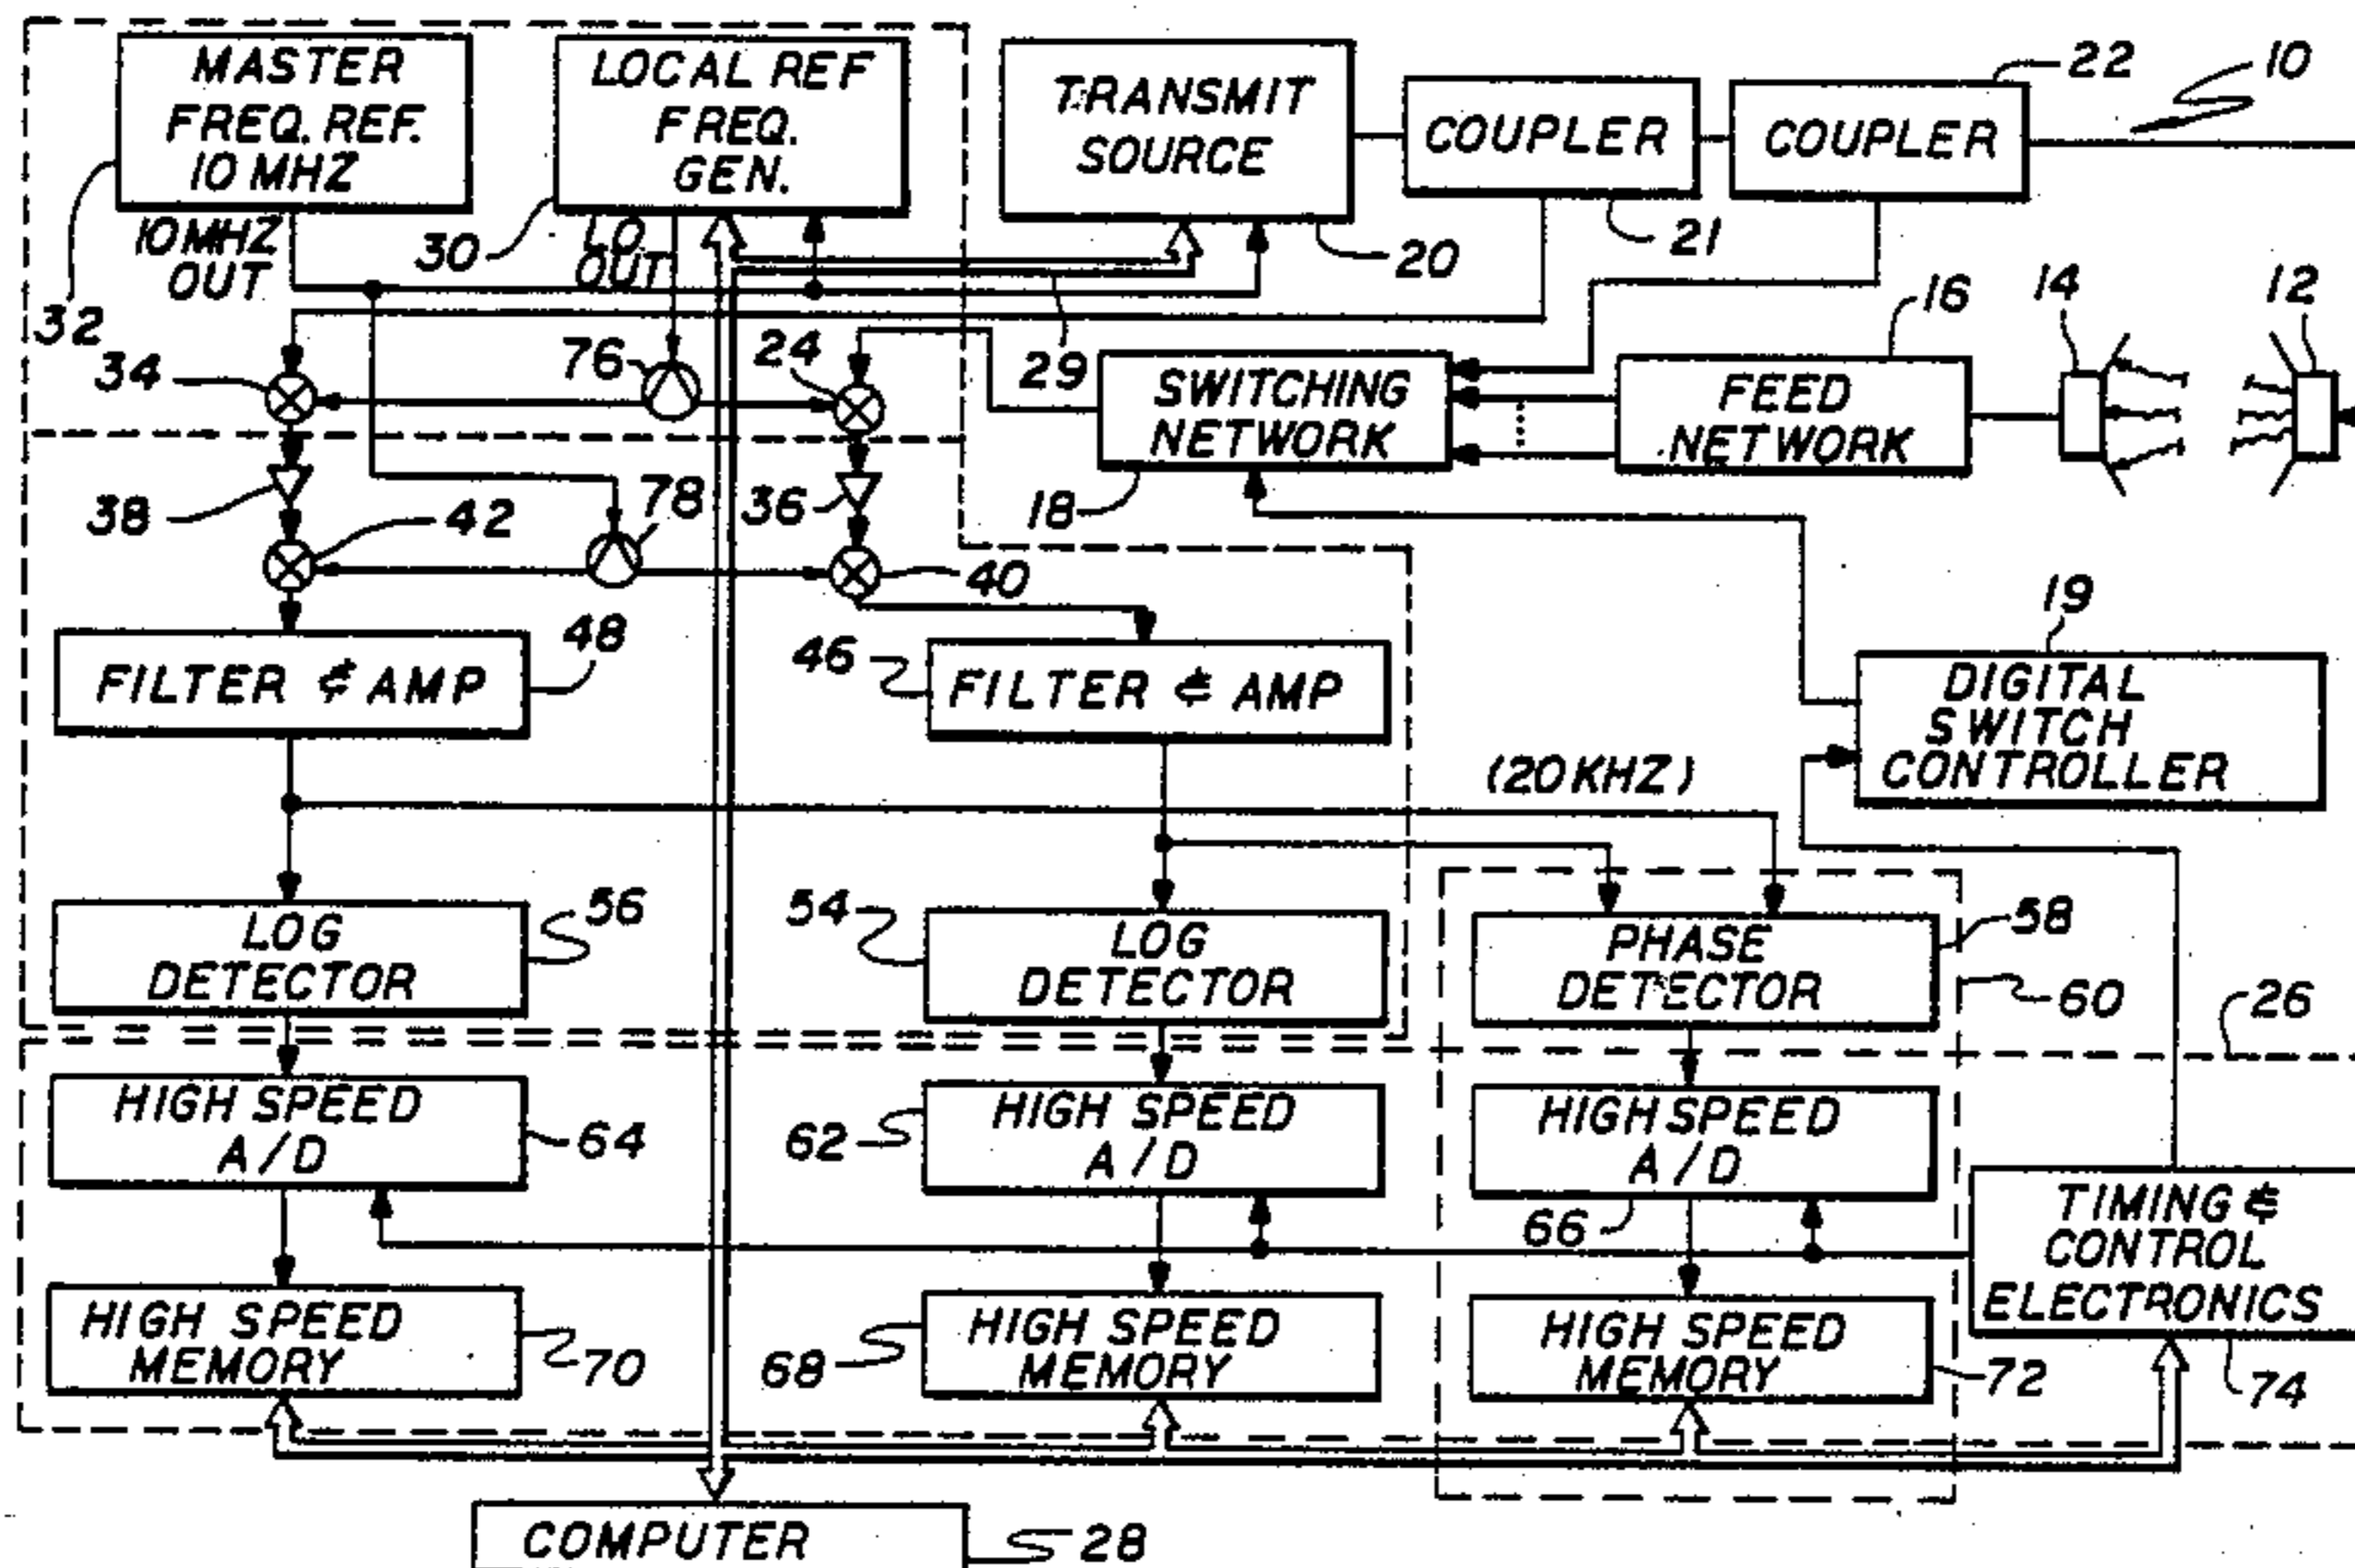 MASTER
FREQ. REF.
10 MHZ
LOCAL REF
FREQ.
GEN.
TRANSMIT
SOURCE
COUPLER
COUPLER
22
10
10 MHZ
OUT
30
LO
OUT
20
21
32
34
76
24
29
SWITCHING
NETWORK
16
FEED
NETWORK
14
12
38
42
78
36
18
40
19
48
FILTER & AMP
46
FILTER & AMP
DIGITAL
SWITCH
CONTROLLER
(20 KHZ)
LOG
DETECTOR
56
54
LOG
DETECTOR
PHASE
DETECTOR
58
60
26
HIGH SPEED
A/D
64
62
HIGH SPEED
A/D
HIGH SPEED
A/D
66
TIMING &
CONTROL
ELECTRONICS
HIGH SPEED
MEMORY
70
68
HIGH SPEED
MEMORY
HIGH SPEED
MEMORY
72
74
COMPUTER
28